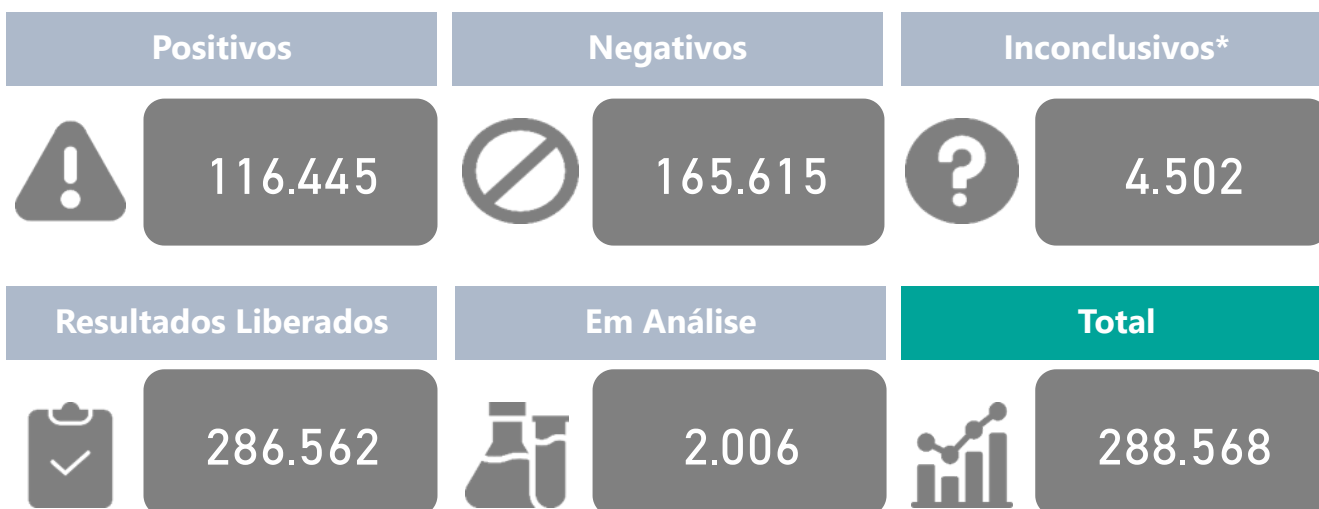 Positivos
Negativos
Inconclusivos*
116.445
165.615
4.502
Resultados Liberados
Em Análise
Total
286.562
2.006
288.568